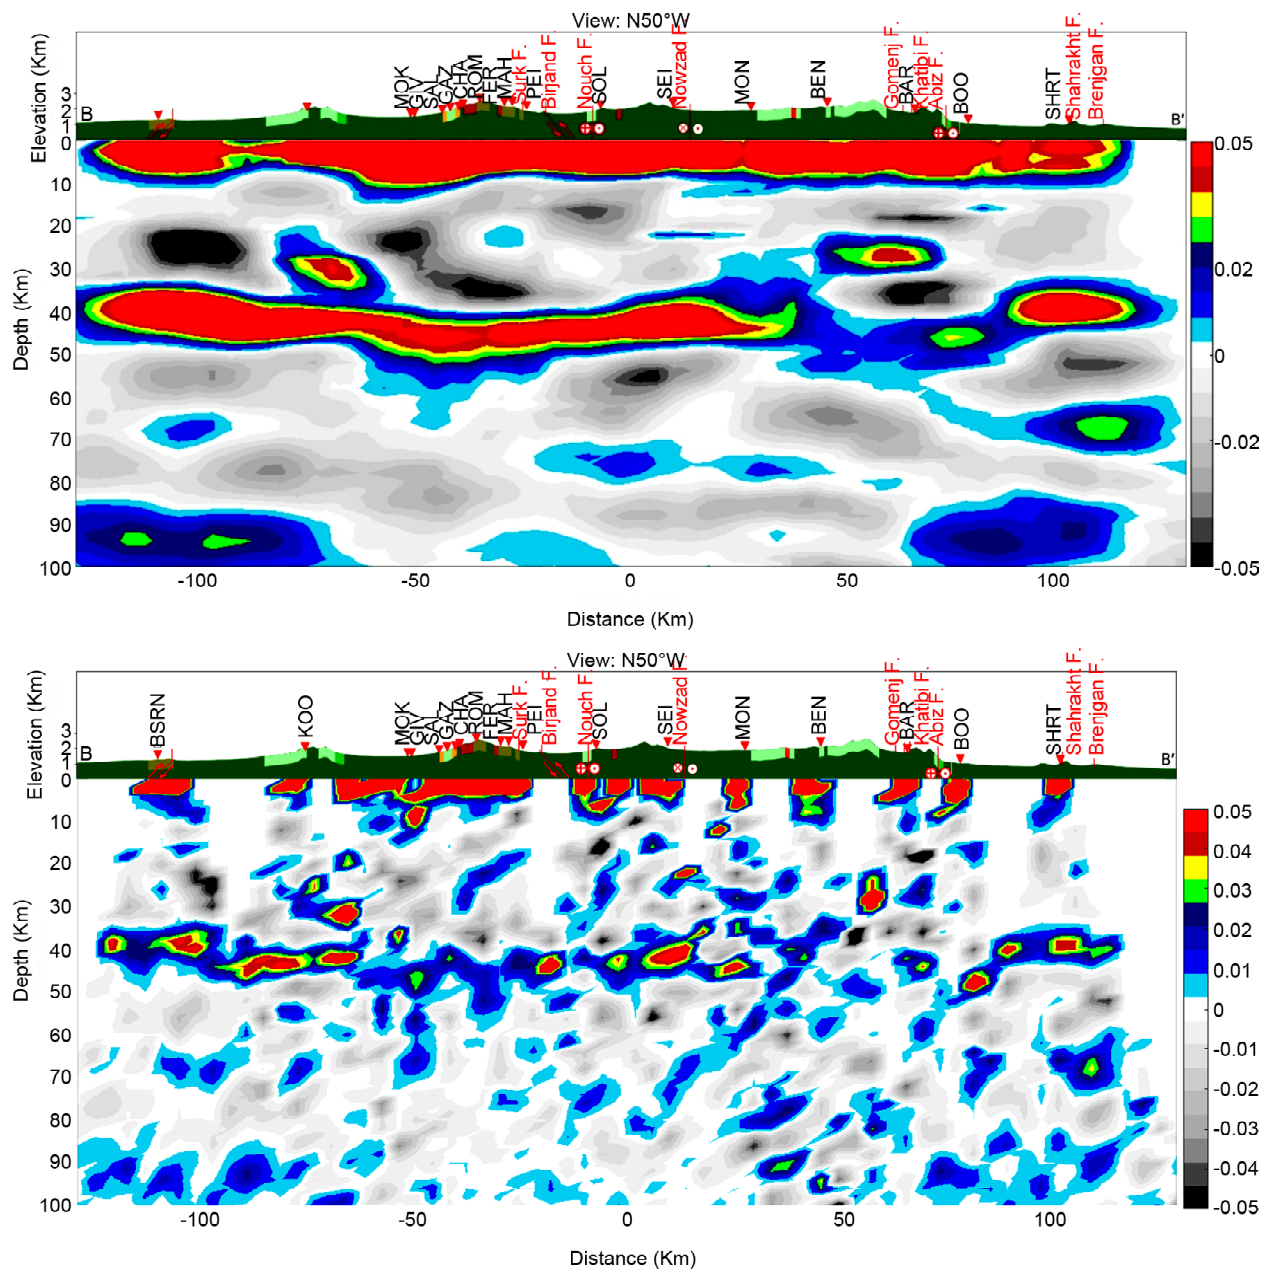 View: N50°W
Elevation (Km)
3
2
1
0
B
MOK
GIV
SAL
GAZ
CHA
ROM
FER
MAH
Surk F.
PEI
Birjand F.
Nouch F.
SOL
SEI
Nowzad F.
MON
BEN
Gomenj F.
BAR
Khatibi F.
Abiz F.
BOO
SHRT
Shahrakht F.
Brenjgan F.
B'
Depth (Km)
10
20
30
40
50
60
70
80
90
100
-100
-50
0
50
100
Distance (Km)
0.05
0.02
0
-0.02
-0.05
View: N50°W
Elevation (Km)
3
2
1
0
B
BSRN
KOO
MOK
GIV
SAL
GAZ
CHA
ROM
FER
MAH
Surk F.
PEI
Birjand F.
Nouch F.
SOL
SEI
Nowzad F.
MON
BEN
Gomenj F.
BAR
Khatibi F.
Abiz F.
BOO
SHRT
Shahrakht F.
Brenjgan F.
B'
Depth (Km)
10
20
30
40
50
60
70
80
90
100
-100
-50
0
50
100
Distance (Km)
0.05
0.04
0.03
0.02
0.01
0
-0.01
-0.02
-0.03
-0.04
-0.05